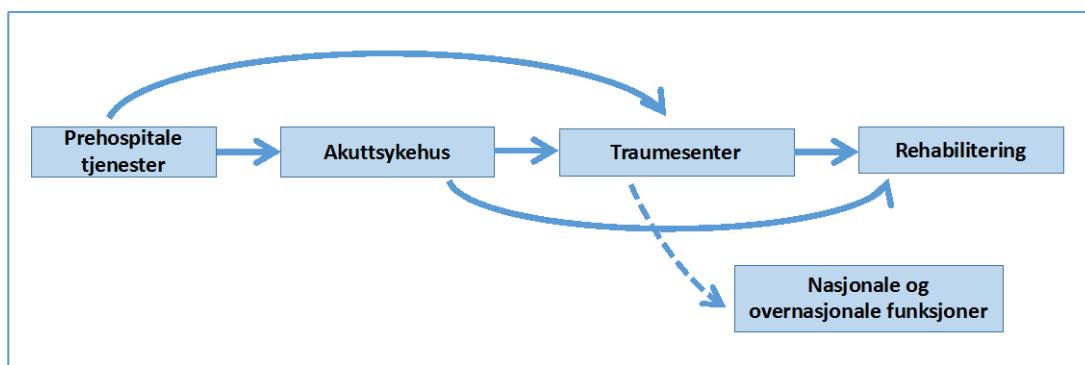 Prehospitale
tjenester
Akuttsykehus
Traumesenter
Rehabilitering
Nasjonale og
overnasjonale funksjoner